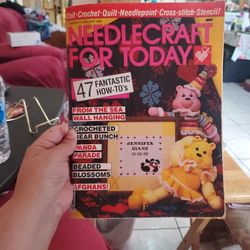 Knit-Crochet-Quilt-Needlepoint-Cross-stitch-Stencil!
NEEDLECRAFT
FOR TODAY
47 FANTASTIC
HOW-TO's
FROM THE SEA
WALL HANGING
CROCHETED
BEAR BUNCH
PANDA
PARADE
BEADED
BLOSSOMS
AFGHANS!
JENNIFER
DIANE